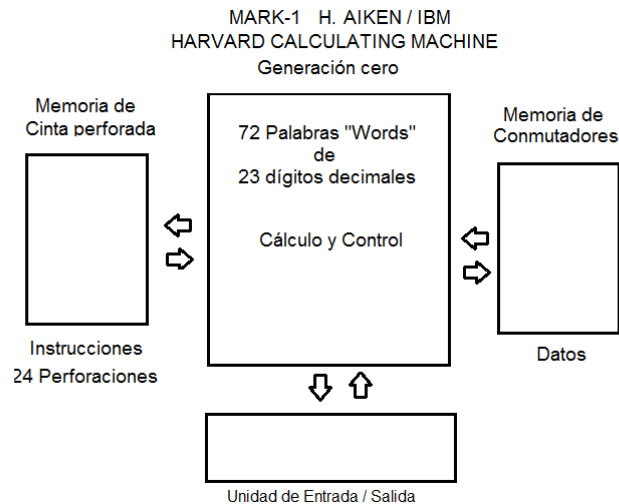 MARK-1 H. AIKEN / IBM
HARVARD CALCULATING MACHINE
Generación cero
Memoria de
Cinta perforada
72 Palabras "Words"
de
23 dígitos decimales
Cálculo y Control
Memoria de
Conmutadores
Instrucciones
24 Perforaciones
Datos
Unidad de Entrada / Salida